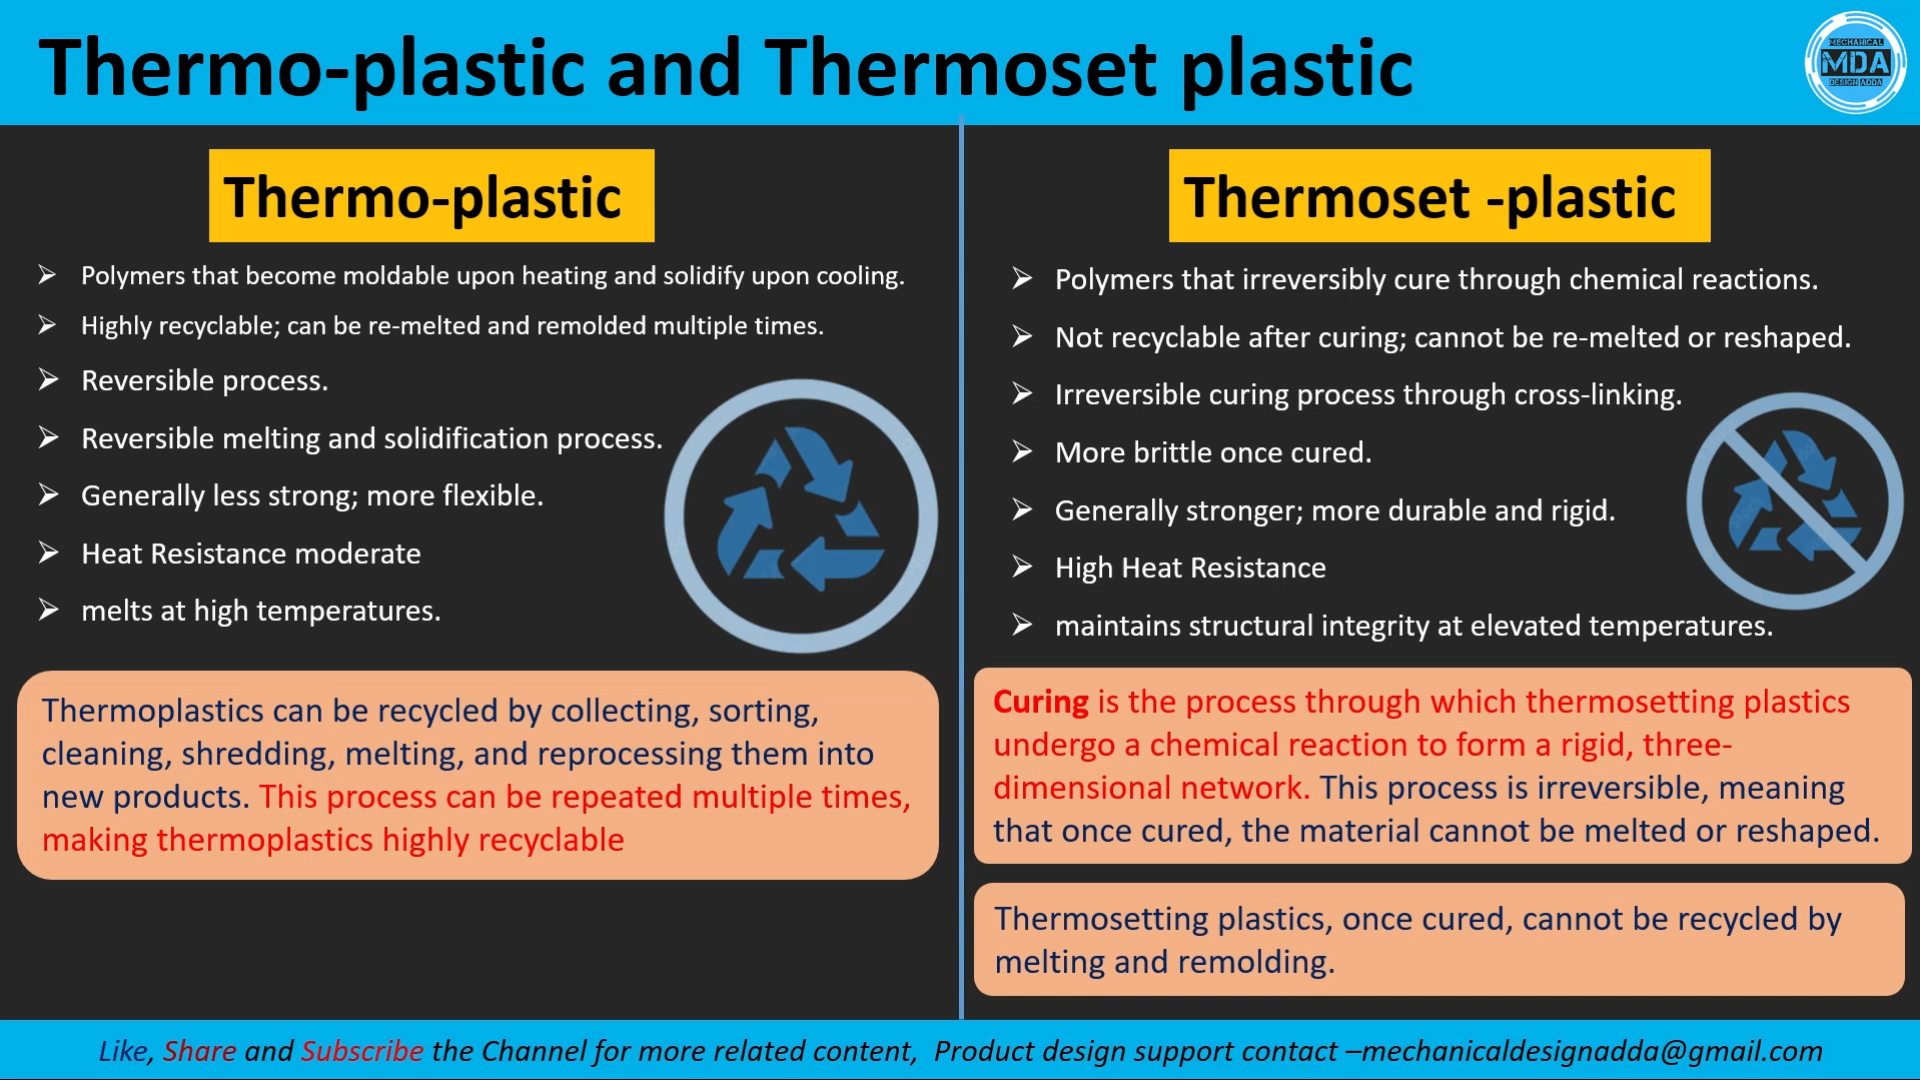 Thermo-plastic and Thermoset plastic
MECHANICAL
MDA
DESIGN ADDA
Thermo-plastic
Polymers that become moldable upon heating and solidify upon cooling.
Highly recyclable; can be re-melted and remolded multiple times.
Reversible process.
Reversible melting and solidification process.
Generally less strong; more flexible.
Heat Resistance moderate
melts at high temperatures.
Thermoplastics can be recycled by collecting, sorting,
cleaning, shredding, melting, and reprocessing them into
new products. This process can be repeated multiple times,
making thermoplastics highly recyclable
Thermoset -plastic
Polymers that irreversibly cure through chemical reactions.
Not recyclable after curing; cannot be re-melted or reshaped.
Irreversible curing process through cross-linking.
More brittle once cured.
Generally stronger; more durable and rigid.
High Heat Resistance
maintains structural integrity at elevated temperatures.
Curing is the process through which thermosetting plastics
undergo a chemical reaction to form a rigid, three-
dimensional network. This process is irreversible, meaning
that once cured, the material cannot be melted or reshaped.
Thermosetting plastics, once cured, cannot be recycled by
melting and remolding.
Like, Share and Subscribe the Channel for more related content, Product design support contact –mechanicaldesignadda@gmail.com